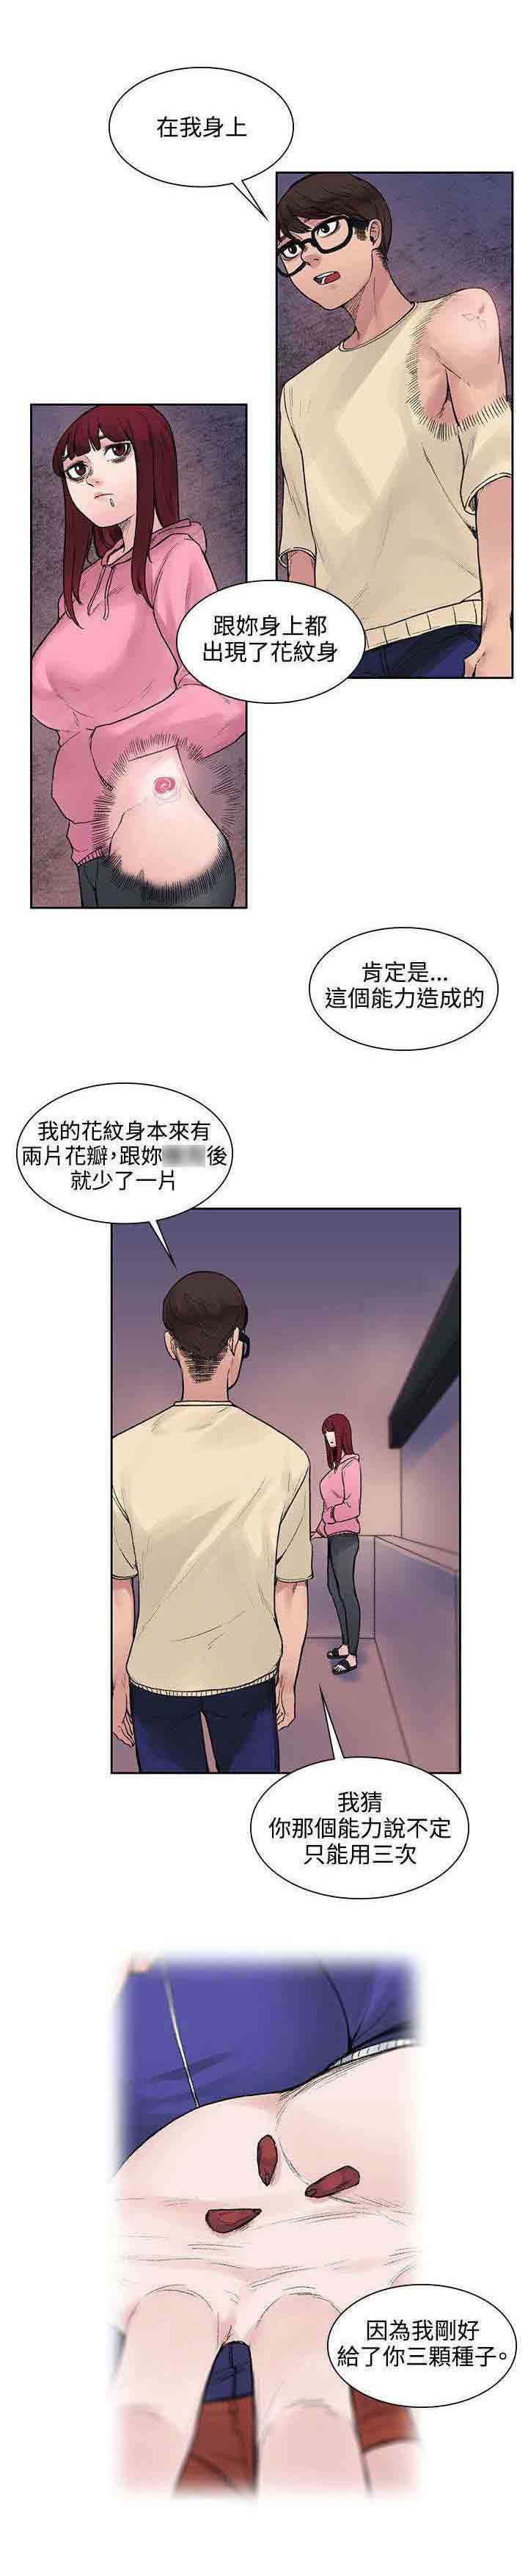 在我身上
跟妳身上都
出現了花紋身
肯定是...
這個能力造成的
我的花紋身本來有
兩片花瓣,跟妳後
就少了一片
我猜
你那個能力說不定
只能用三次
因為我剛好
給了你三顆種子。